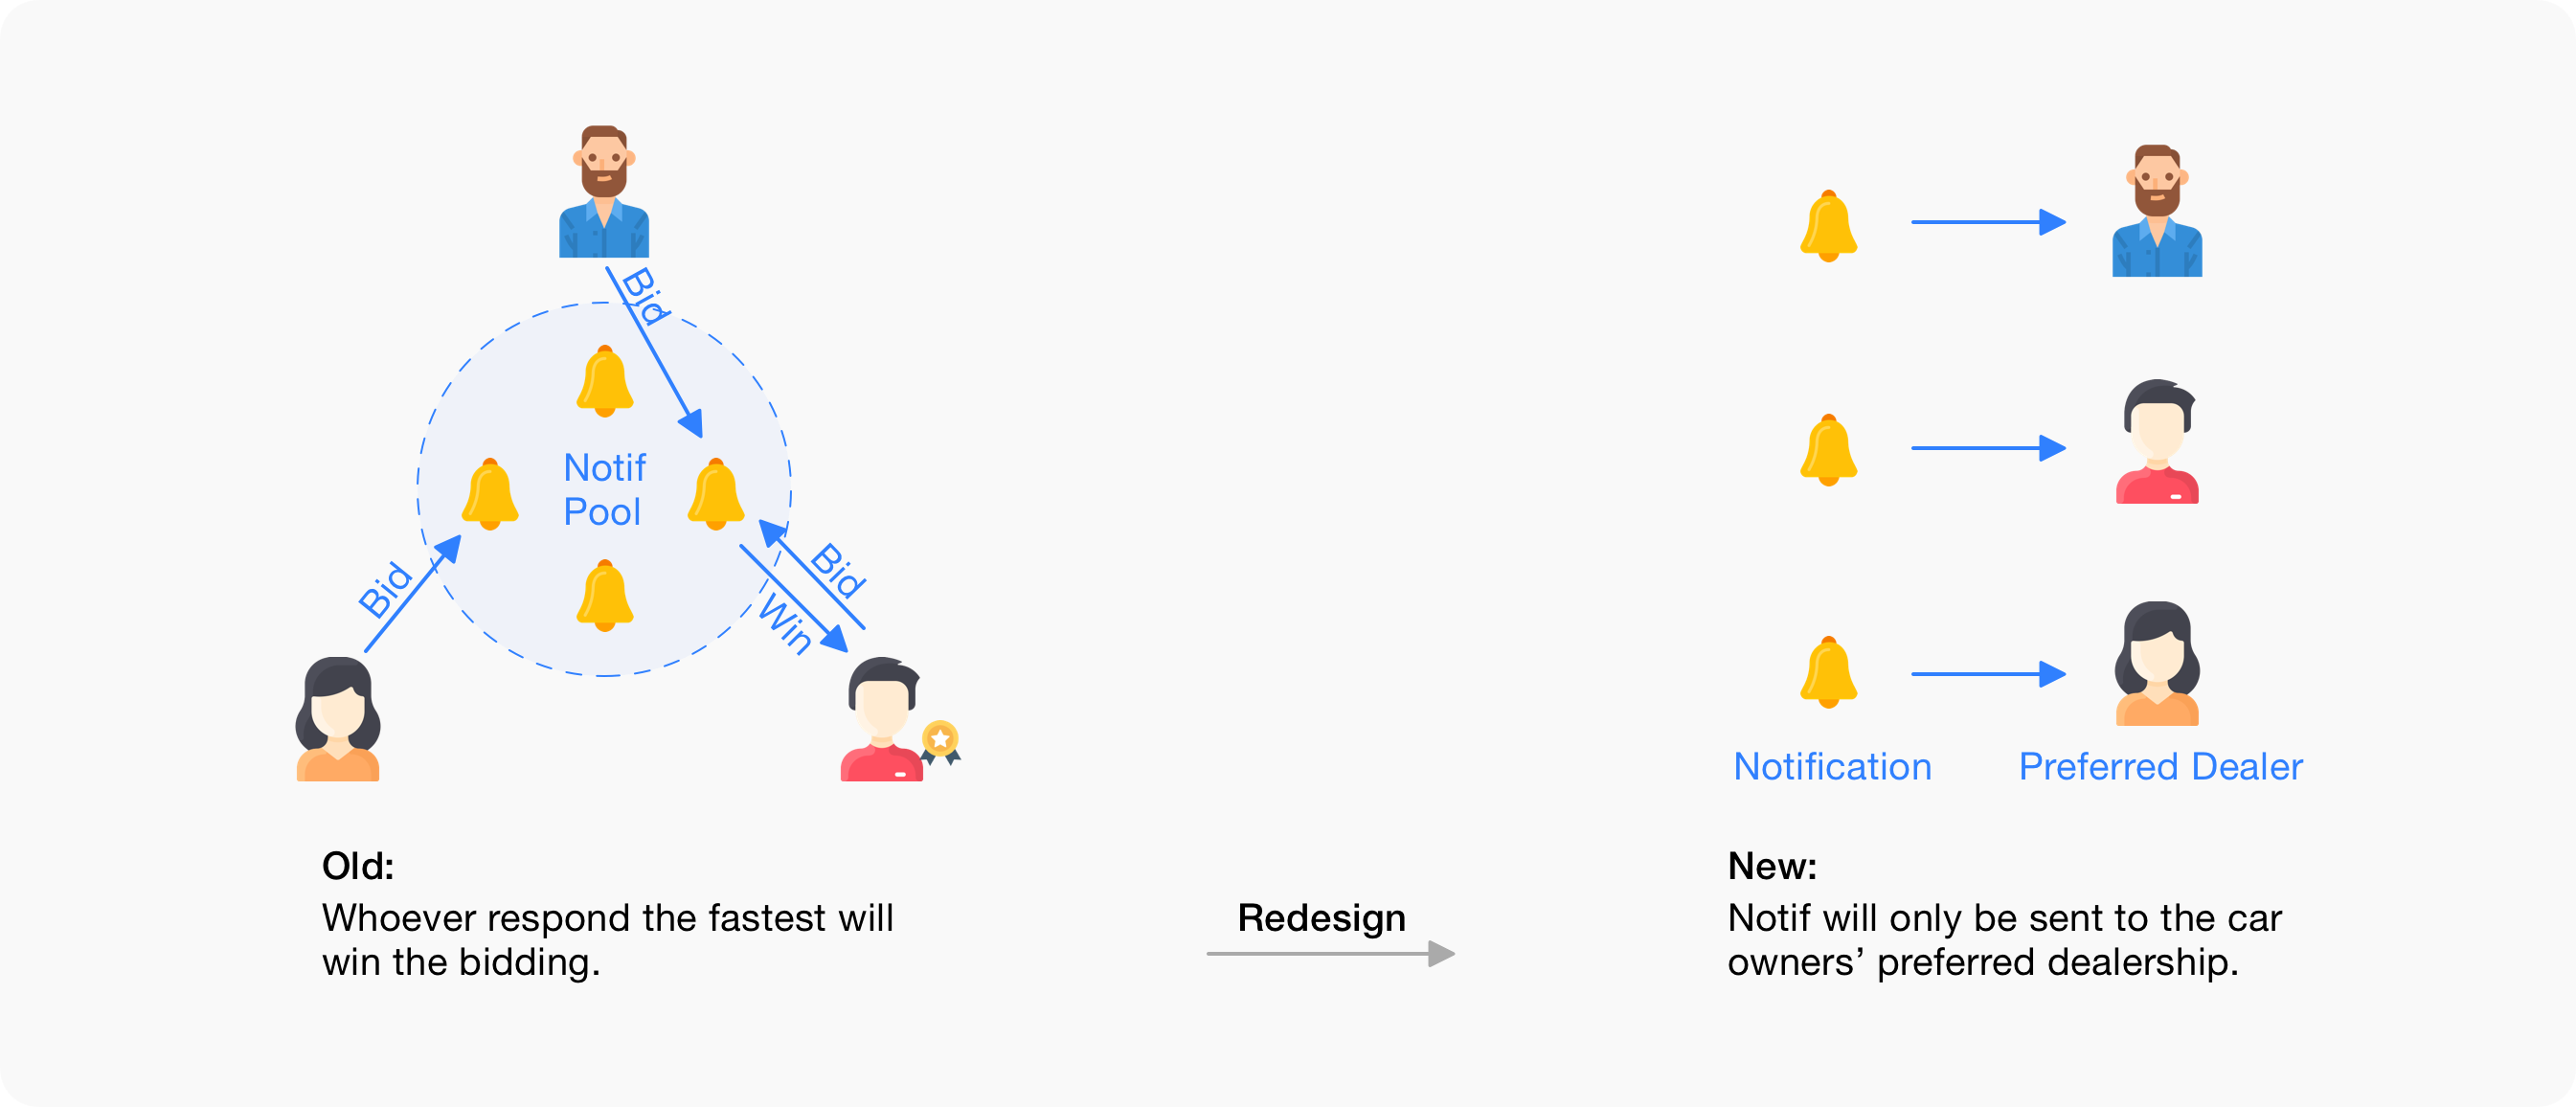 Bid
Notif
Pool
Bid
Bid
Win
Notification
Preferred Dealer
Old:
Whoever respond the fastest will
win the bidding.
Redesign
New:
Notif will only be sent to the car
owners’ preferred dealership.